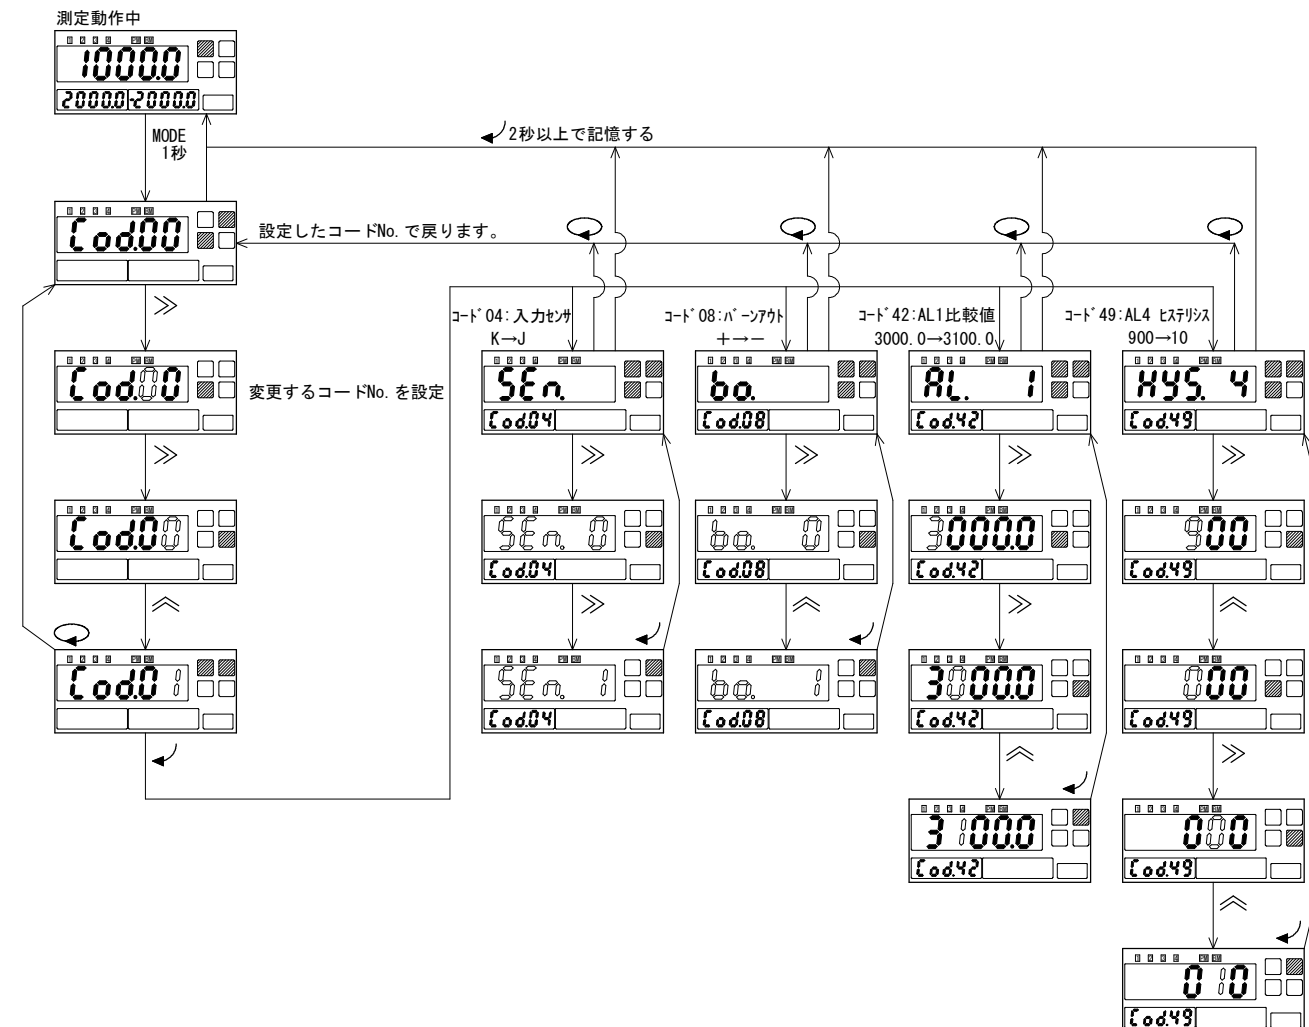 測定動作中
1000.0
2000.0 -2000.0
MODE
1秒
2秒以上で記憶する
Cod.00
設定したコードNo.で戻ります。
Cod.00
変更するコードNo.を設定
Cod.00
Cod.01
コード04:入力センサ
K→J
SEn.
Cod.04
SEn. 0
Cod.04
SEn. 1
Cod.04
コード08:バーンアウト
+→−
bo.
Cod.08
bo. 0
Cod.08
bo. 1
Cod.08
コード42:AL1比較値
3000.0→3100.0
AL. 1
Cod.42
3000.0
Cod.42
3000.0
Cod.42
3100.0
Cod.42
コード49:AL4 ヒステリシス
900→10
HYS. 4
Cod.49
900
Cod.49
000
Cod.49
000
Cod.49
010
Cod.49